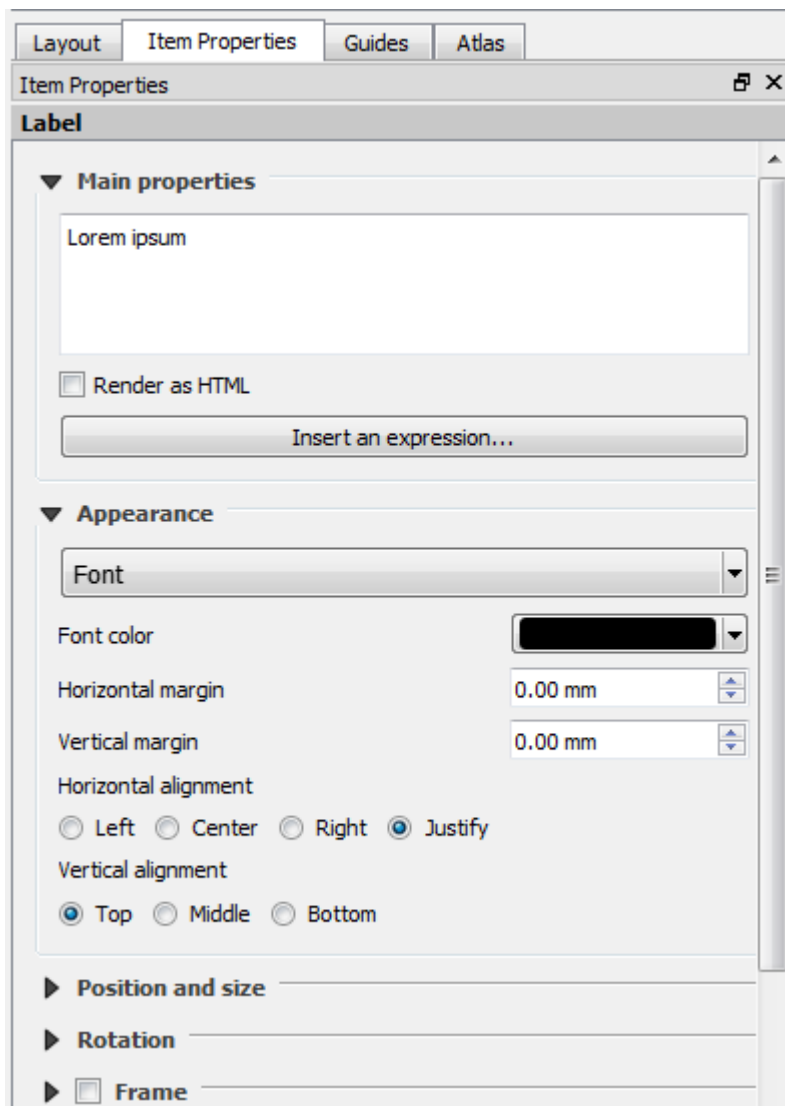 Layout Item Properties Guides Atlas
Item Properties
Label
Main properties
Lorem ipsum
Render as HTML
Insert an expression...
Appearance
Font
Font color
Horizontal margin 0.00 mm
Vertical margin 0.00 mm
Horizontal alignment
Left Center Right Justify
Vertical alignment
Top Middle Bottom
Position and size
Rotation
Frame